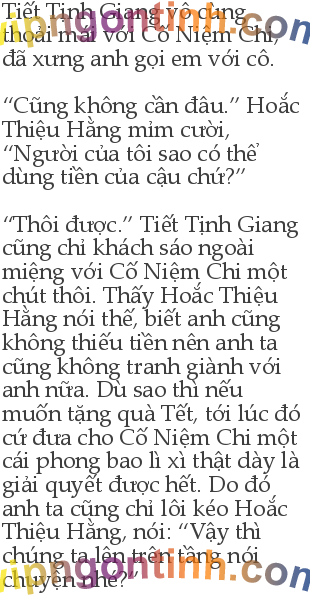 Tiết Tịnh Giang vô cùng
thoải mái với Cố Niệm Chi,
đã xưng anh gọi em với cô.
“Cũng không cần đâu.” Hoắc
Thiệu Hằng mỉm cười,
“Người của tôi sao có thể
dùng tiền của cậu chứ?”
“Thôi được.” Tiết Tịnh Giang
cũng chỉ khách sáo ngoài
miệng với Cố Niệm Chi một
chút thôi. Thấy Hoắc Thiệu
Hằng nói thế, biết anh cũng
không thiếu tiền nên anh ta
cũng không tranh giành với
anh nữa. Dù sao thì nếu
muốn tặng quà Tết, tới lúc đó
cứ đưa cho Cố Niệm Chi một
cái phong bao lì xì thật dày là
giải quyết được hết. Do đó
anh ta cũng chỉ lôi kéo Hoắc
Thiệu Hằng, nói: “Vậy thì
chúng ta lên trên tầng nói
chuyện nhé?”
vipngontinh.com
vipngontinh.com